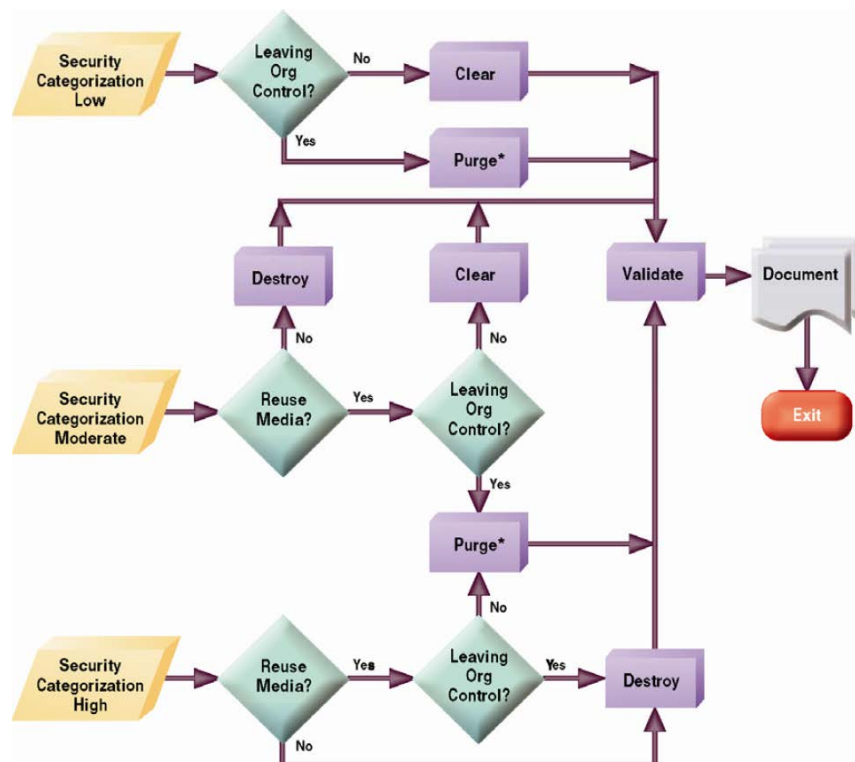 Security
Categorization
Low
Leaving
Org
Control?
No
Clear
Yes
Purge*
Destroy
Clear
Validate
Document
No
No
Security
Categorization
Moderate
Reuse
Media?
Yes
Leaving
Org
Control?
Exit
Yes
Purge*
No
Security
Categorization
High
Reuse
Media?
Yes
Leaving
Org
Control?
Yes
Destroy
No